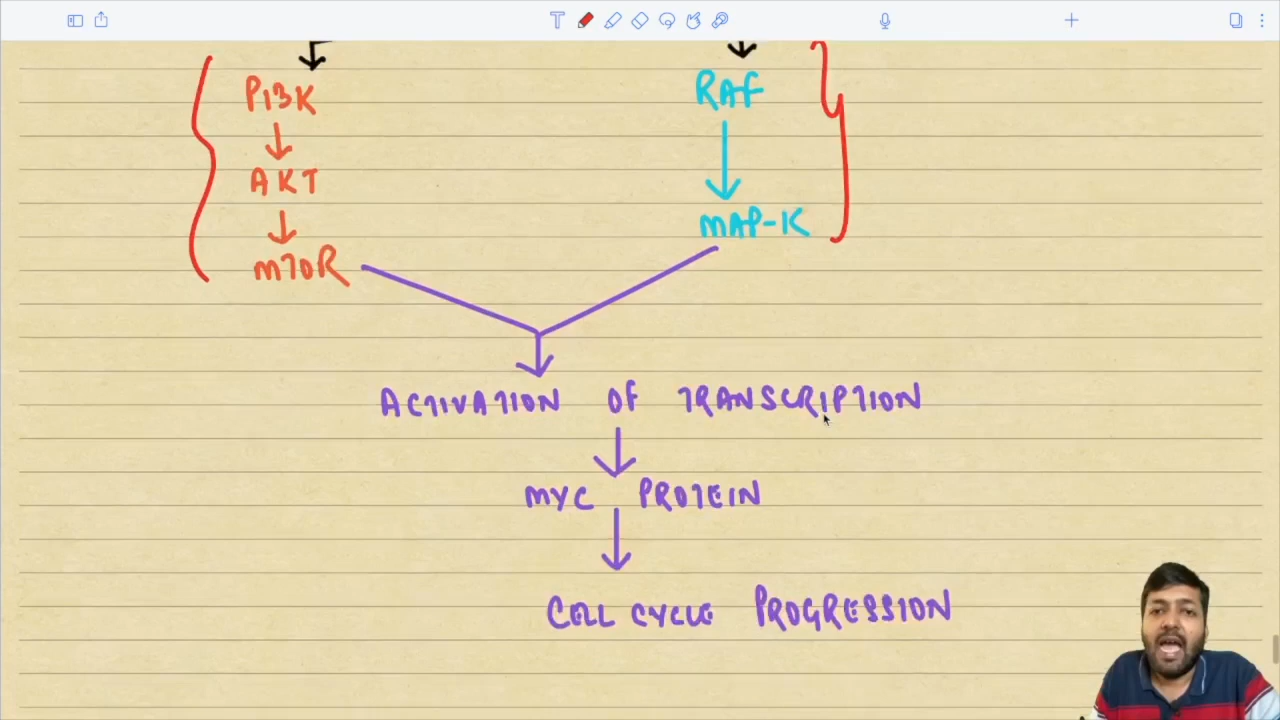 PI3K
RAF
AKT
MAP-K
mTOR
ACTIVATION OF TRANSCRIPTION
MYC PROTEIN
CELL CYCLE PROGRESSION